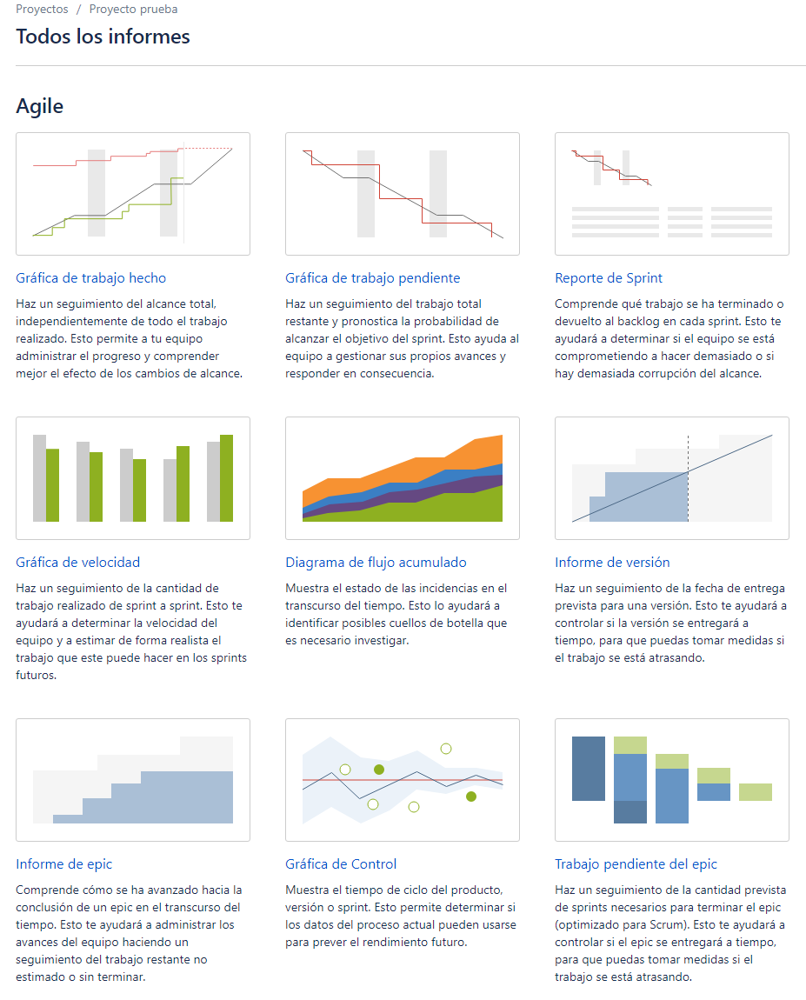 Proyectos / Proyecto prueba
Todos los informes
Agile
Gráfica de trabajo hecho
Haz un seguimiento del alcance total,
independientemente de todo el trabajo
realizado. Esto permite a tu equipo
administrar el progreso y comprender
mejor el efecto de los cambios de alcance.
Gráfica de trabajo pendiente
Haz un seguimiento del trabajo total
restante y pronostica la probabilidad de
alcanzar el objetivo del sprint. Esto ayuda al
equipo a gestionar sus propios avances y
responder en consecuencia.
Reporte de Sprint
Comprende qué trabajo se ha terminado o
devuelto al backlog en cada sprint. Esto te
ayudará a determinar si el equipo se está
comprometiendo a hacer demasiado o si
hay demasiada corrupción del alcance.
Gráfica de velocidad
Haz un seguimiento de la cantidad de
trabajo realizado de sprint a sprint. Esto te
ayudará a determinar la velocidad del
equipo y a estimar de forma realista el
trabajo que este puede hacer en los sprints
futuros.
Diagrama de flujo acumulado
Muestra el estado de las incidencias en el
transcurso del tiempo. Esto lo ayudará a
identificar posibles cuellos de botella que
es necesario investigar.
Informe de versión
Haz un seguimiento de la fecha de entrega
prevista para una versión. Esto te ayudará a
controlar si la versión se entregará a
tiempo, para que puedas tomar medidas si
el trabajo se está atrasando.
Informe de epic
Comprende cómo se ha avanzado hacia la
conclusión de un epic en el transcurso del
tiempo. Esto te ayudará a administrar los
avances del equipo haciendo un
seguimiento del trabajo restante no
estimado o sin terminar.
Gráfica de Control
Muestra el tiempo de ciclo del producto,
versión o sprint. Esto permite determinar si
los datos del proceso actual pueden usarse
para prever el rendimiento futuro.
Trabajo pendiente del epic
Haz un seguimiento de la cantidad prevista
de sprints necesarios para terminar el epic
(optimizado para Scrum). Esto te ayudará a
controlar si el epic se entregará a tiempo,
para que puedas tomar medidas si el
trabajo se está atrasando.